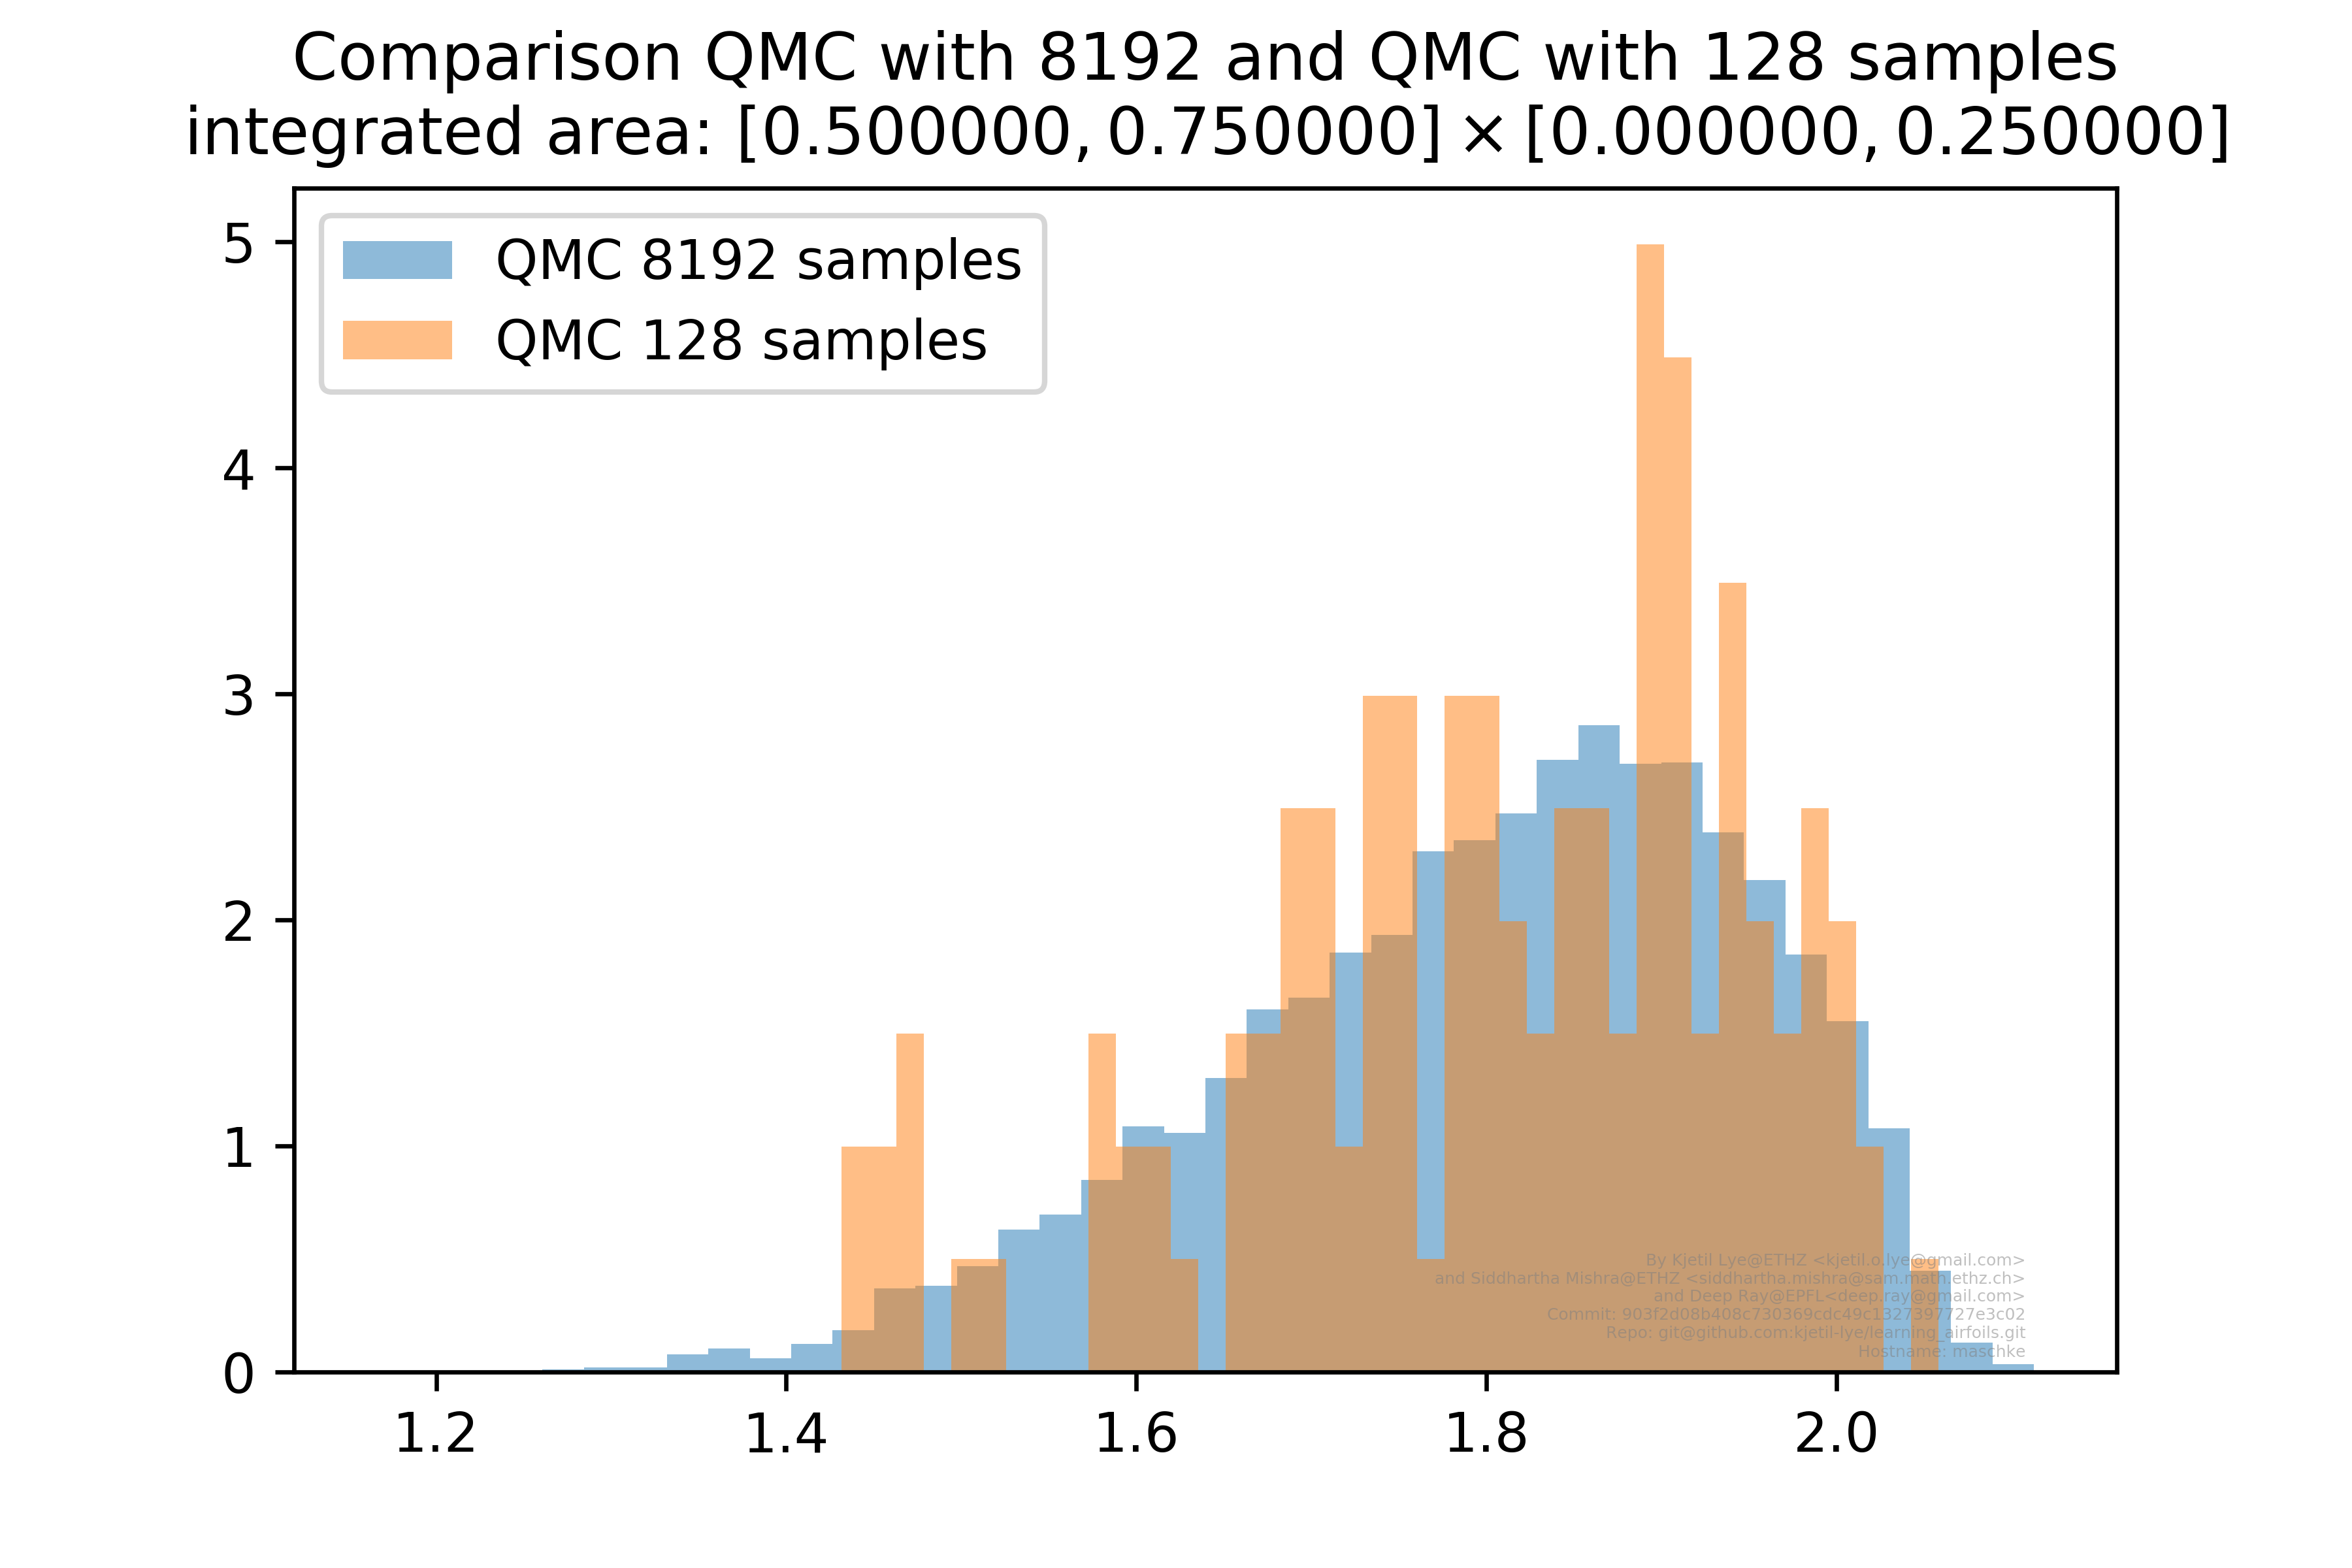 Comparison QMC with 8192 and QMC with 128 samples
integrated area: [0.500000, 0.750000] × [0.000000, 0.250000]
QMC 8192 samples
QMC 128 samples
5
4
3
2
1
0
1.2 1.4 1.6 1.8 2.0
By Kjetil Lye@ETHZ <kjetil.o.lye@gmail.com>
and Siddhartha Mishra@ETHZ <siddhartha.mishra@sam.math.ethz.ch>
and Deep Ray@EPFL<deep.ray@gmail.com>
Commit: 903f2d08b408c730369cdc49c1327397727e3c02
Repo: git@github.com:kjetil-lye/learning_airfoils.git
Hostname: maschke